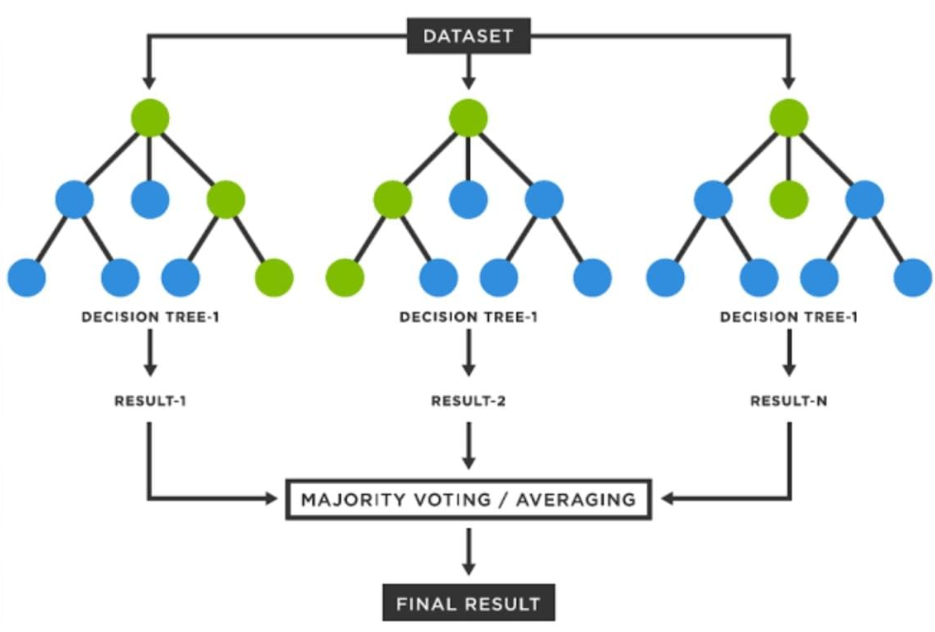 DATASET
DECISION TREE-1 DECISION TREE-1 DECISION TREE-1
RESULT-1 RESULT-2 RESULT-N
MAJORITY VOTING / AVERAGING
FINAL RESULT